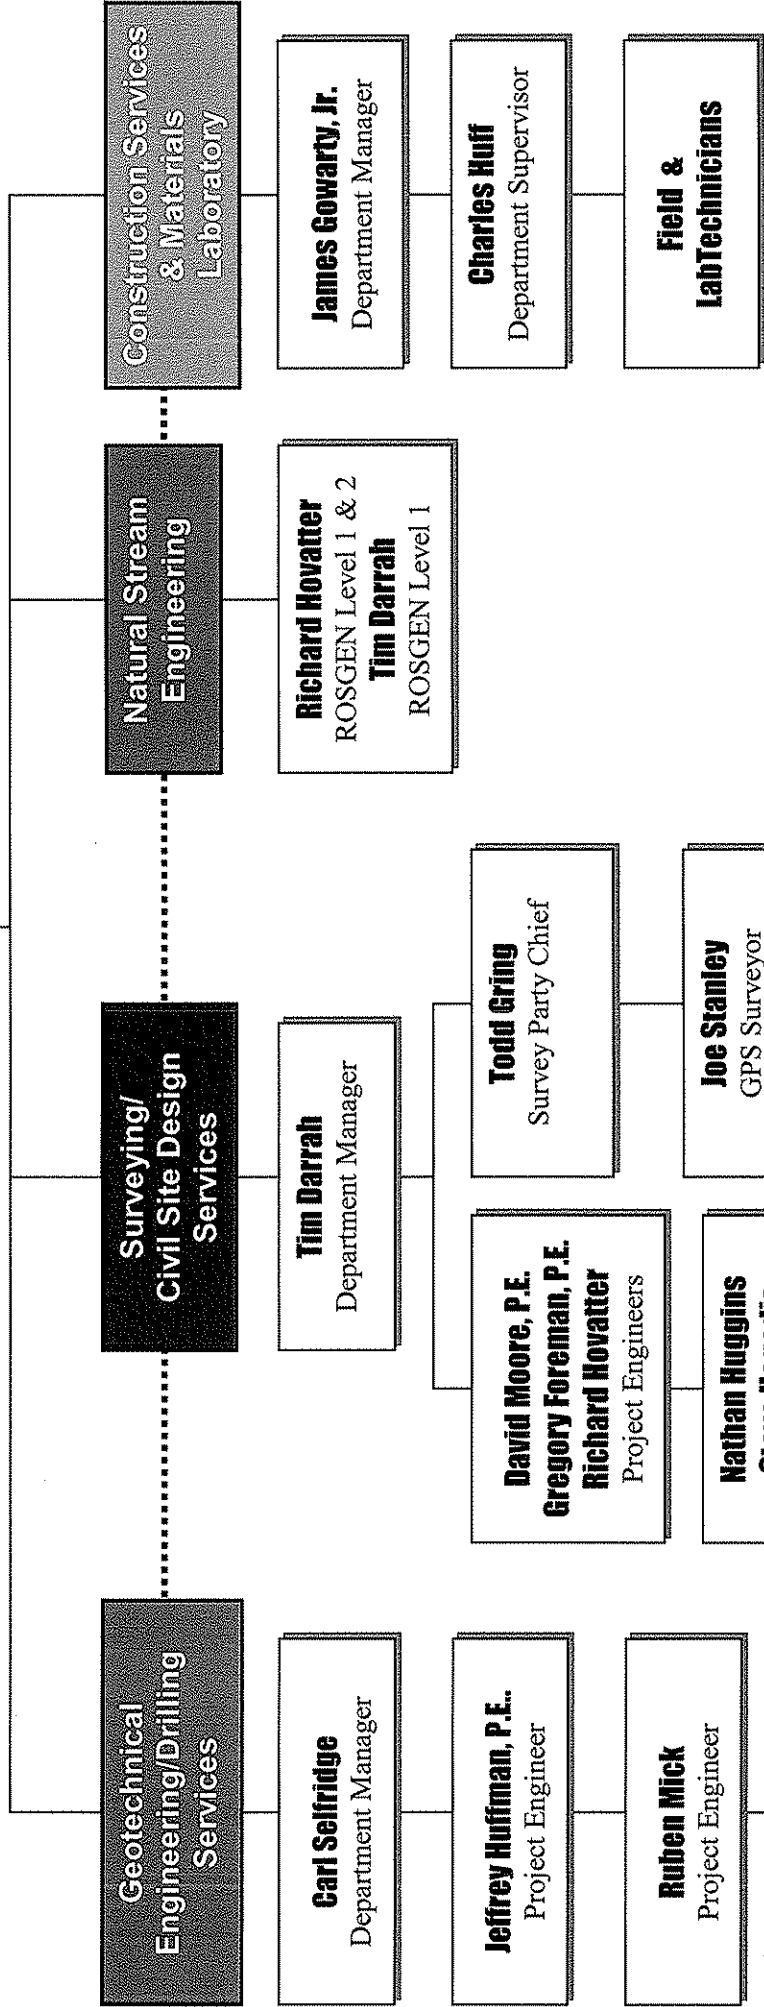 Geotechnical
Engineering/Drilling
Services
Carl Selfridge
Department Manager
Jeffrey Huffman, P.E..
Project Engineer
Ruben Mick
Project Engineer
Surveying/
Civil Site Design
Services
Tim Darrah
Department Manager
David Moore, P.E.
Gregory Foreman, P.E.
Richard Hovatter
Project Engineers
Nathan Huggins
Todd Gring
Survey Party Chief
Joe Stanley
GPS Surveyor
Natural Stream
Engineering
Richard Hovatter
ROSGEN Level 1 & 2
Tim Darrah
ROSGEN Level 1
Construction Services
& Materials
Laboratory
James Gowarty, Jr.
Department Manager
Charles Huff
Department Supervisor
Field &
LabTechnicians